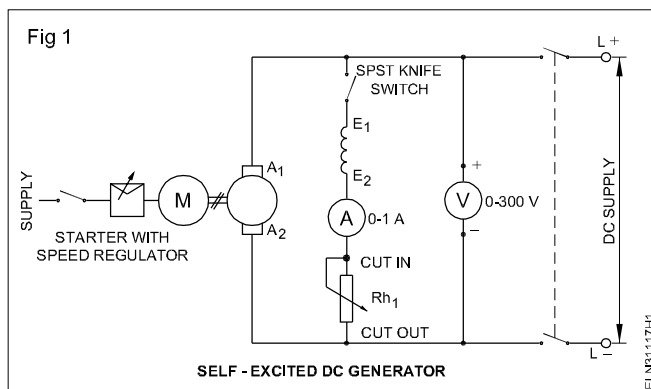 Fig 1
SPST KNIFE
SWITCH
L +
E1
E2
A1
A2
M
A
0-1 A
V
+
–
0-300 V
SUPPLY
DC SUPPLY
STARTER WITH
SPEED REGULATOR
CUT IN
Rh1
CUT OUT
L –
SELF - EXCITED DC GENERATOR
ELN31117H1